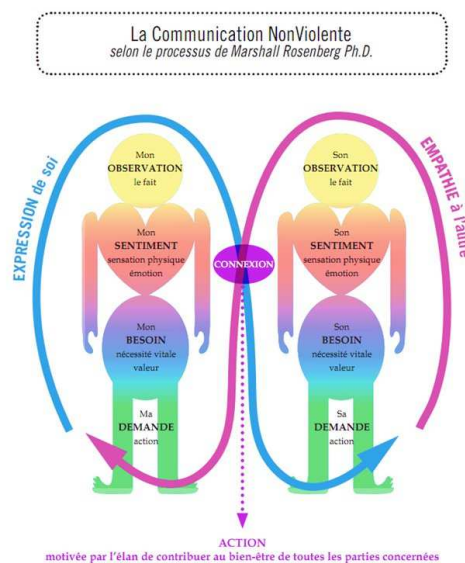 La Communication NonViolente
selon le processus de Marshall Rosenberg Ph.D.
EXPRESSION de soi
Mon
OBSERVATION
le fait
Mon
SENTIMENT
sensation physique
émotion
Mon
BESOIN
nécessité vitale
valeur
Ma
DEMANDE
action
CONNEXION
Son
OBSERVATION
le fait
Son
SENTIMENT
sensation physique
émotion
Son
BESOIN
nécessité vitale
valeur
Sa
DEMANDE
action
EMPATHIE à l'autre
ACTION
motivée par l'élan de contribuer au bien-être de toutes les parties concernées